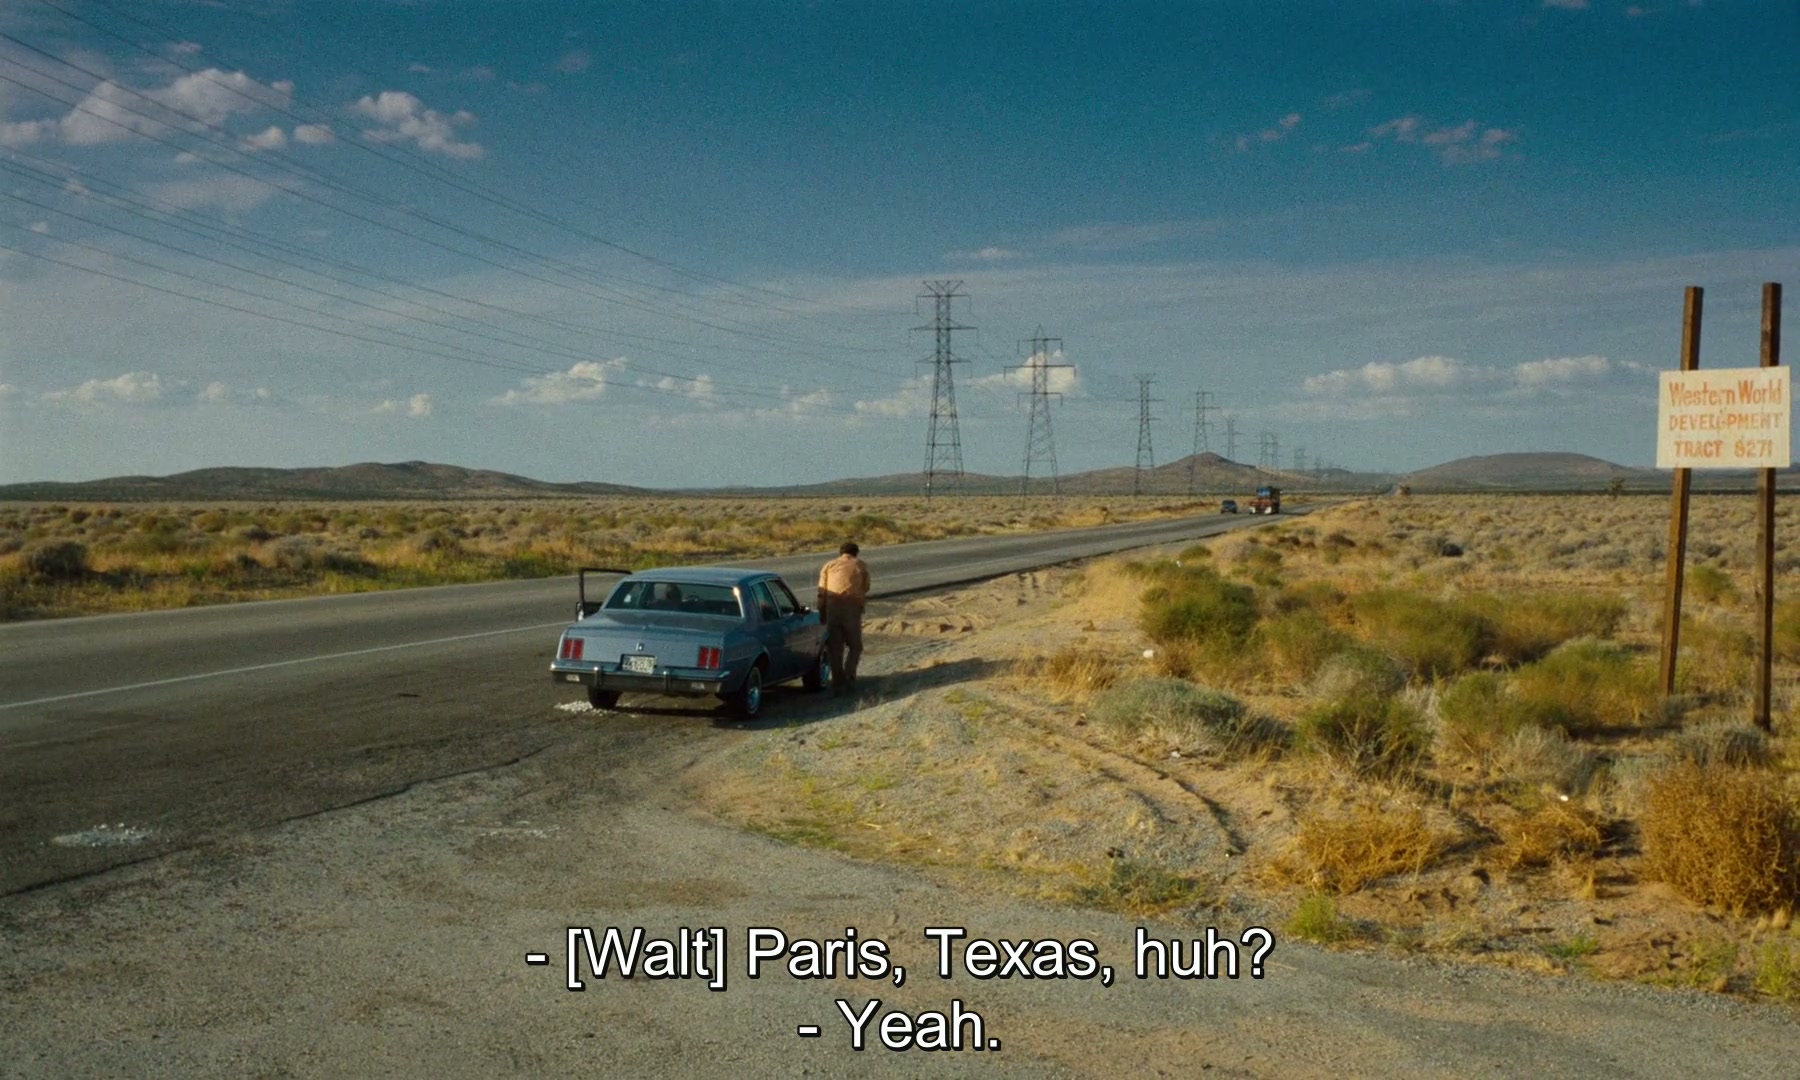 Western World
DEVELOPMENT
TRACT 8271
- [Walt] Paris, Texas, huh?
- Yeah.